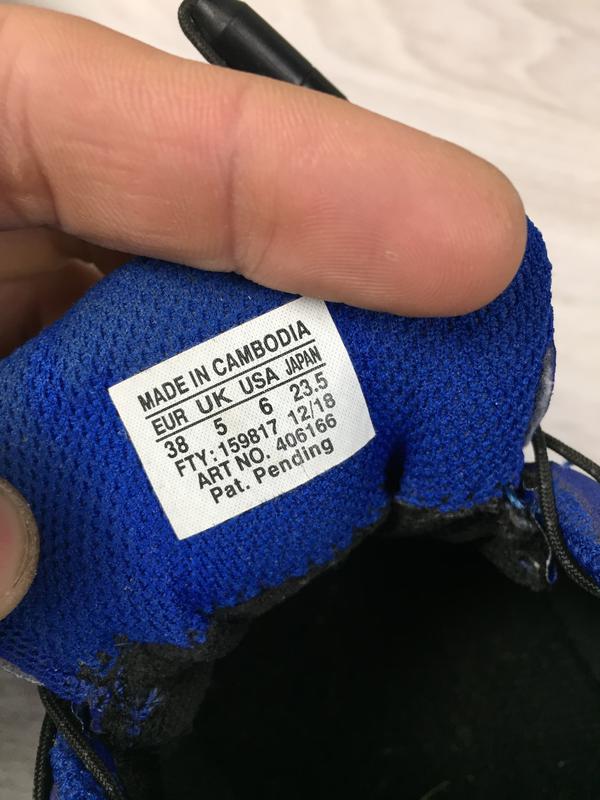 MADE IN CAMBODIA
EUR UK USA JAPAN
38 5 6 23.5
FTY:159817 12/18
ART NO. 406166
Pat. Pending